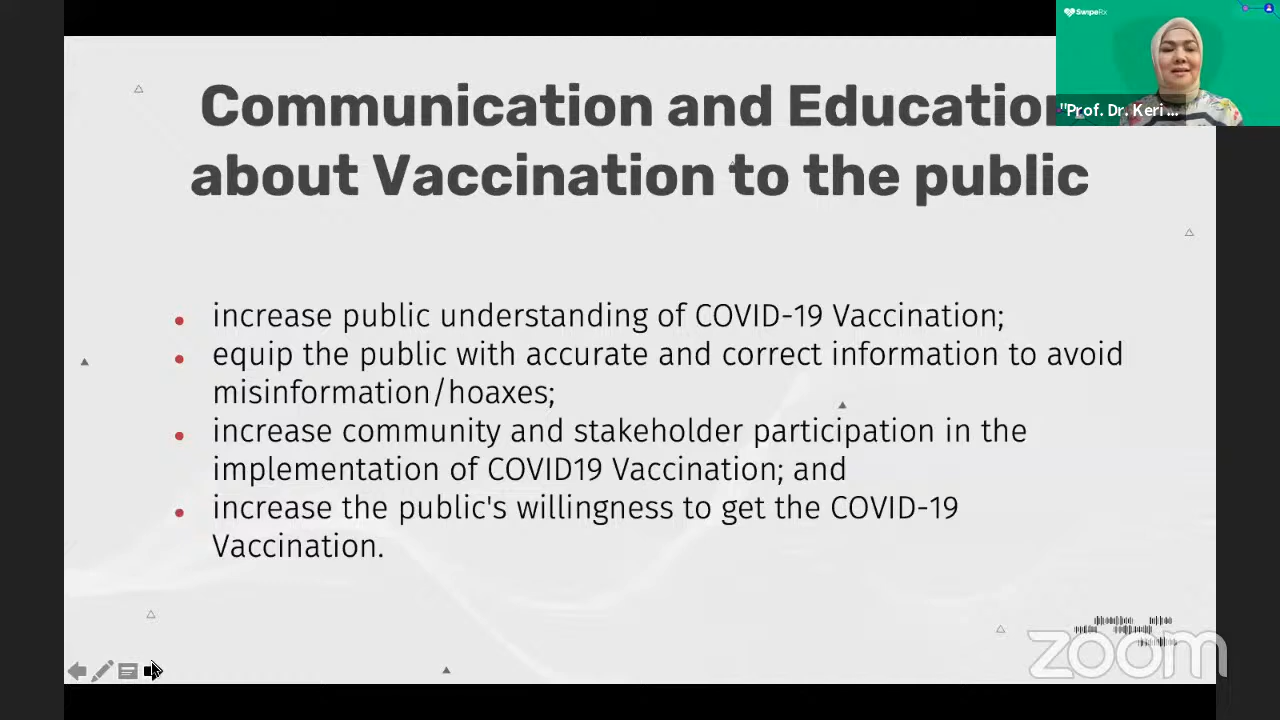 SwipeRx
"Prof. Dr. Keri ...
Communication and Education
about Vaccination to the public
increase public understanding of COVID-19 Vaccination;
equip the public with accurate and correct information to avoid
misinformation/hoaxes;
increase community and stakeholder participation in the
implementation of COVID19 Vaccination; and
increase the public's willingness to get the COVID-19
Vaccination.
zoom